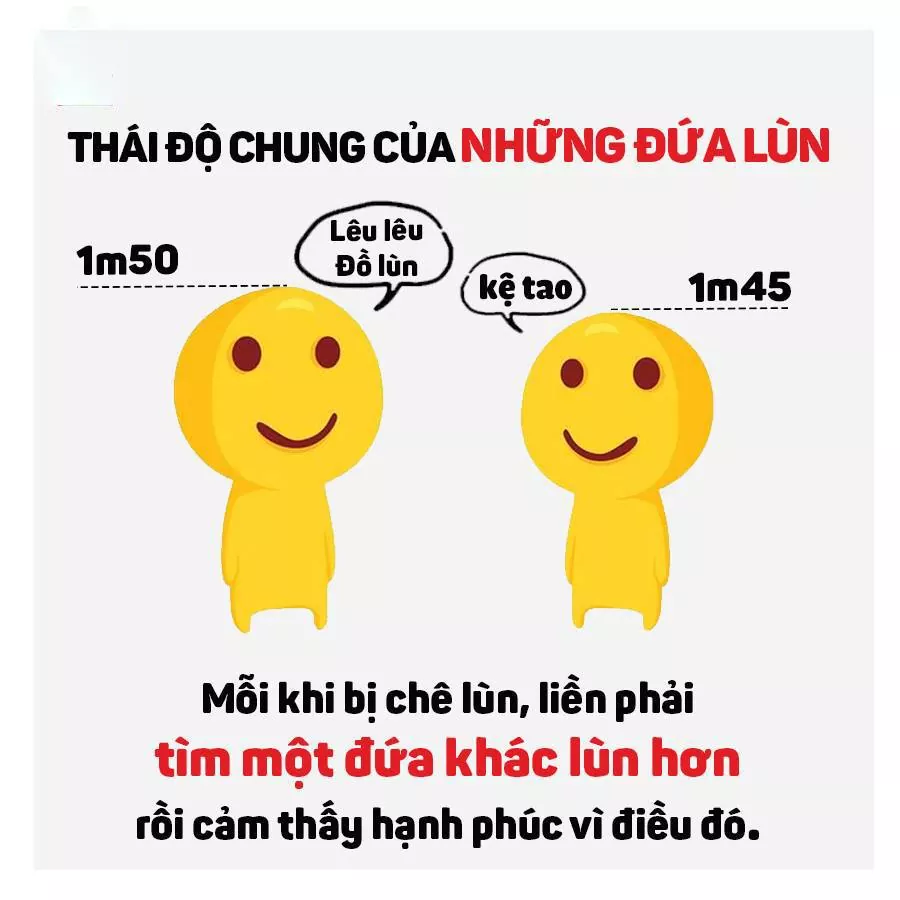 THÁI ĐỘ CHUNG CỦA NHỮNG ĐỨA LÙN
1m50
Lêu lêu
Đồ lùn
kệ tao
1m45
Mỗi khi bị chê lùn, liền phải
tìm một đứa khác lùn hơn
rồi cảm thấy hạnh phúc vì điều đó.